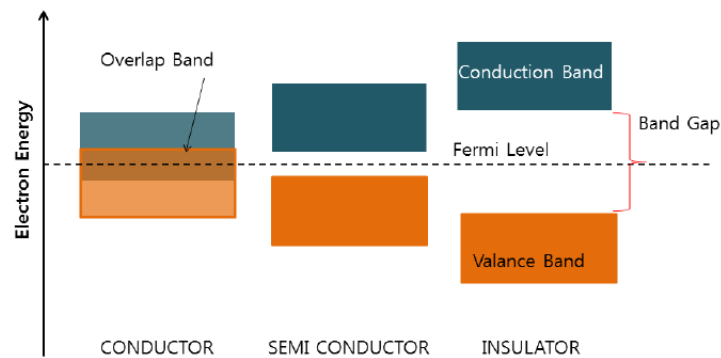 Overlap Band
Conduction Band
Band Gap
Fermi Level
Electron Energy
Valance Band
CONDUCTOR
SEMI CONDUCTOR
INSULATOR